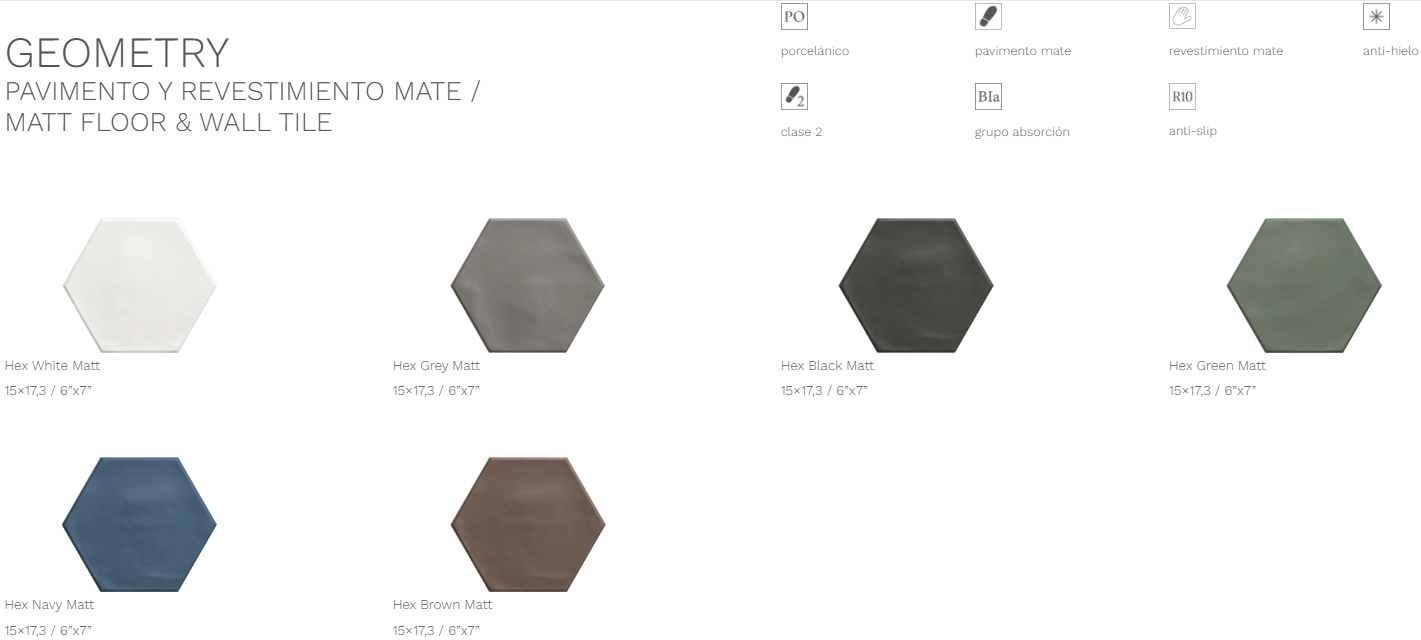 GEOMETRY
PAVIMENTO Y REVESTIMIENTO MATE /
MATT FLOOR & WALL TILE
PO
porcelánico
pavimento mate
revestimiento mate
anti-hielo
2
clase 2
BIa
grupo absorción
R10
anti-slip
Hex White Matt
15×17,3 / 6”x7”
Hex Grey Matt
15×17,3 / 6”x7”
Hex Black Matt
15×17,3 / 6”x7”
Hex Green Matt
15×17,3 / 6”x7”
Hex Navy Matt
15×17,3 / 6”x7”
Hex Brown Matt
15×17,3 / 6”x7”